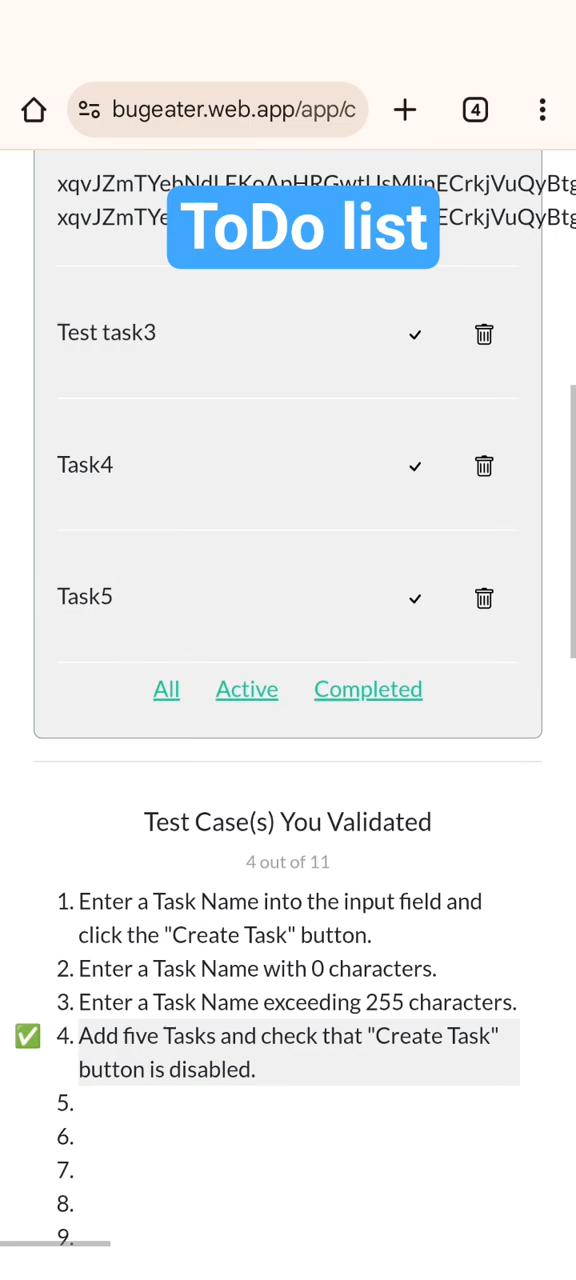 4
bugeater.web.app/app/c
ToDo list
Test task3
Task4
Task5
All Active Completed
Test Case(s) You Validated
4 out of 11
1. Enter a Task Name into the input field and
click the "Create Task" button.
2. Enter a Task Name with 0 characters.
3. Enter a Task Name exceeding 255 characters.
4. Add five Tasks and check that "Create Task"
button is disabled.
5.
6.
7.
8.
9.